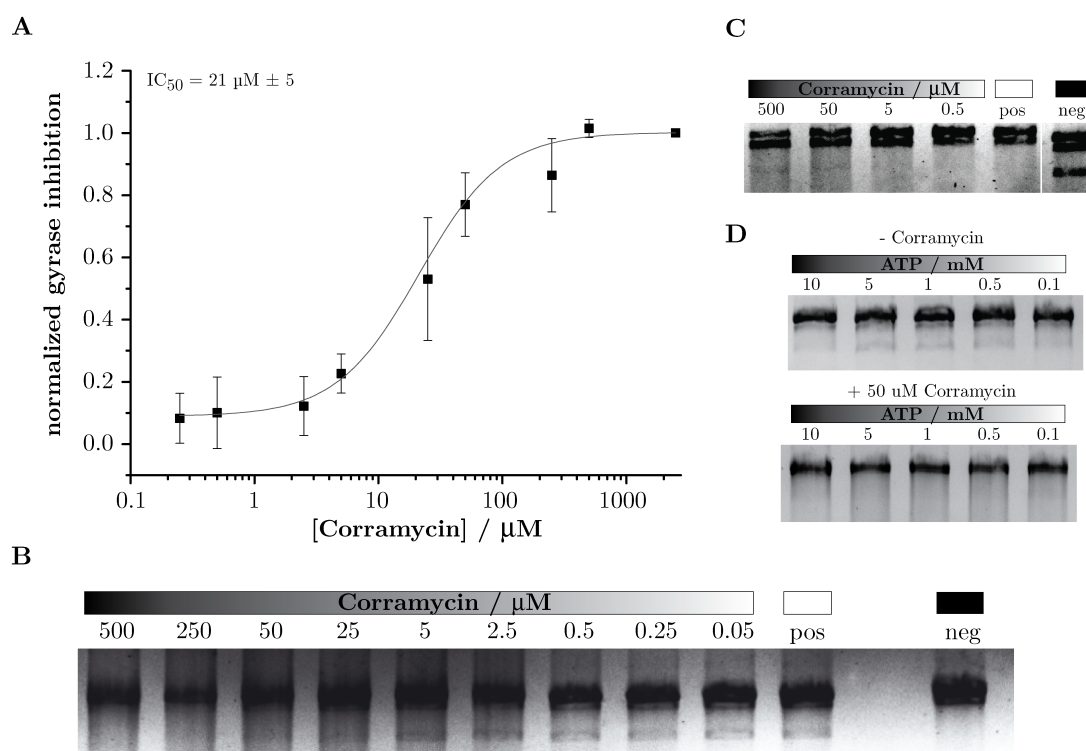 A
IC50 = 21 µM ± 5
normalized gyrase inhibition
1.2
1.0
0.8
0.6
0.4
0.2
0.0
0.1 1 10 100 1000
[Corramycin] / µM
B
Corramycin / µM
500 250 50 25 5 2.5 0.5 0.25 0.05 pos neg
C
Corramycin / µM
500 50 5 0.5 pos neg
D
- Corramycin
ATP / mM
10 5 1 0.5 0.1
+ 50 uM Corramycin
ATP / mM
10 5 1 0.5 0.1